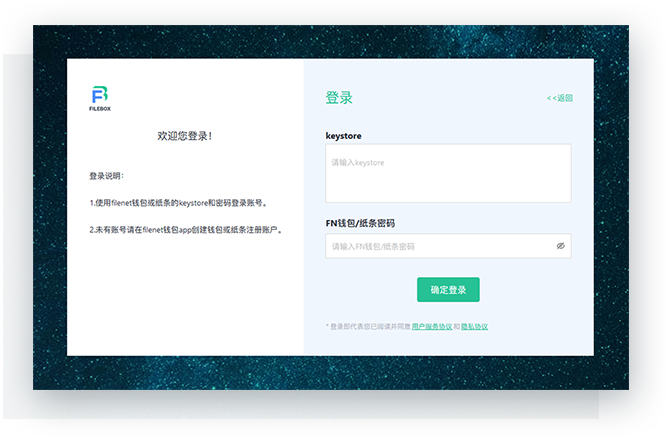 FILEBOX
欢迎您登录！
登录说明：
1.使用filenet钱包或纸条的keystore和密码登录账号。
2.未有账号请在filenet钱包app创建钱包或纸条注册账户。
登录
<<返回
keystore
请输入keystore
FN钱包/纸条密码
请输入FN钱包/纸条密码
确定登录
* 登录即代表您已阅读并同意 用户服务协议 和 隐私协议